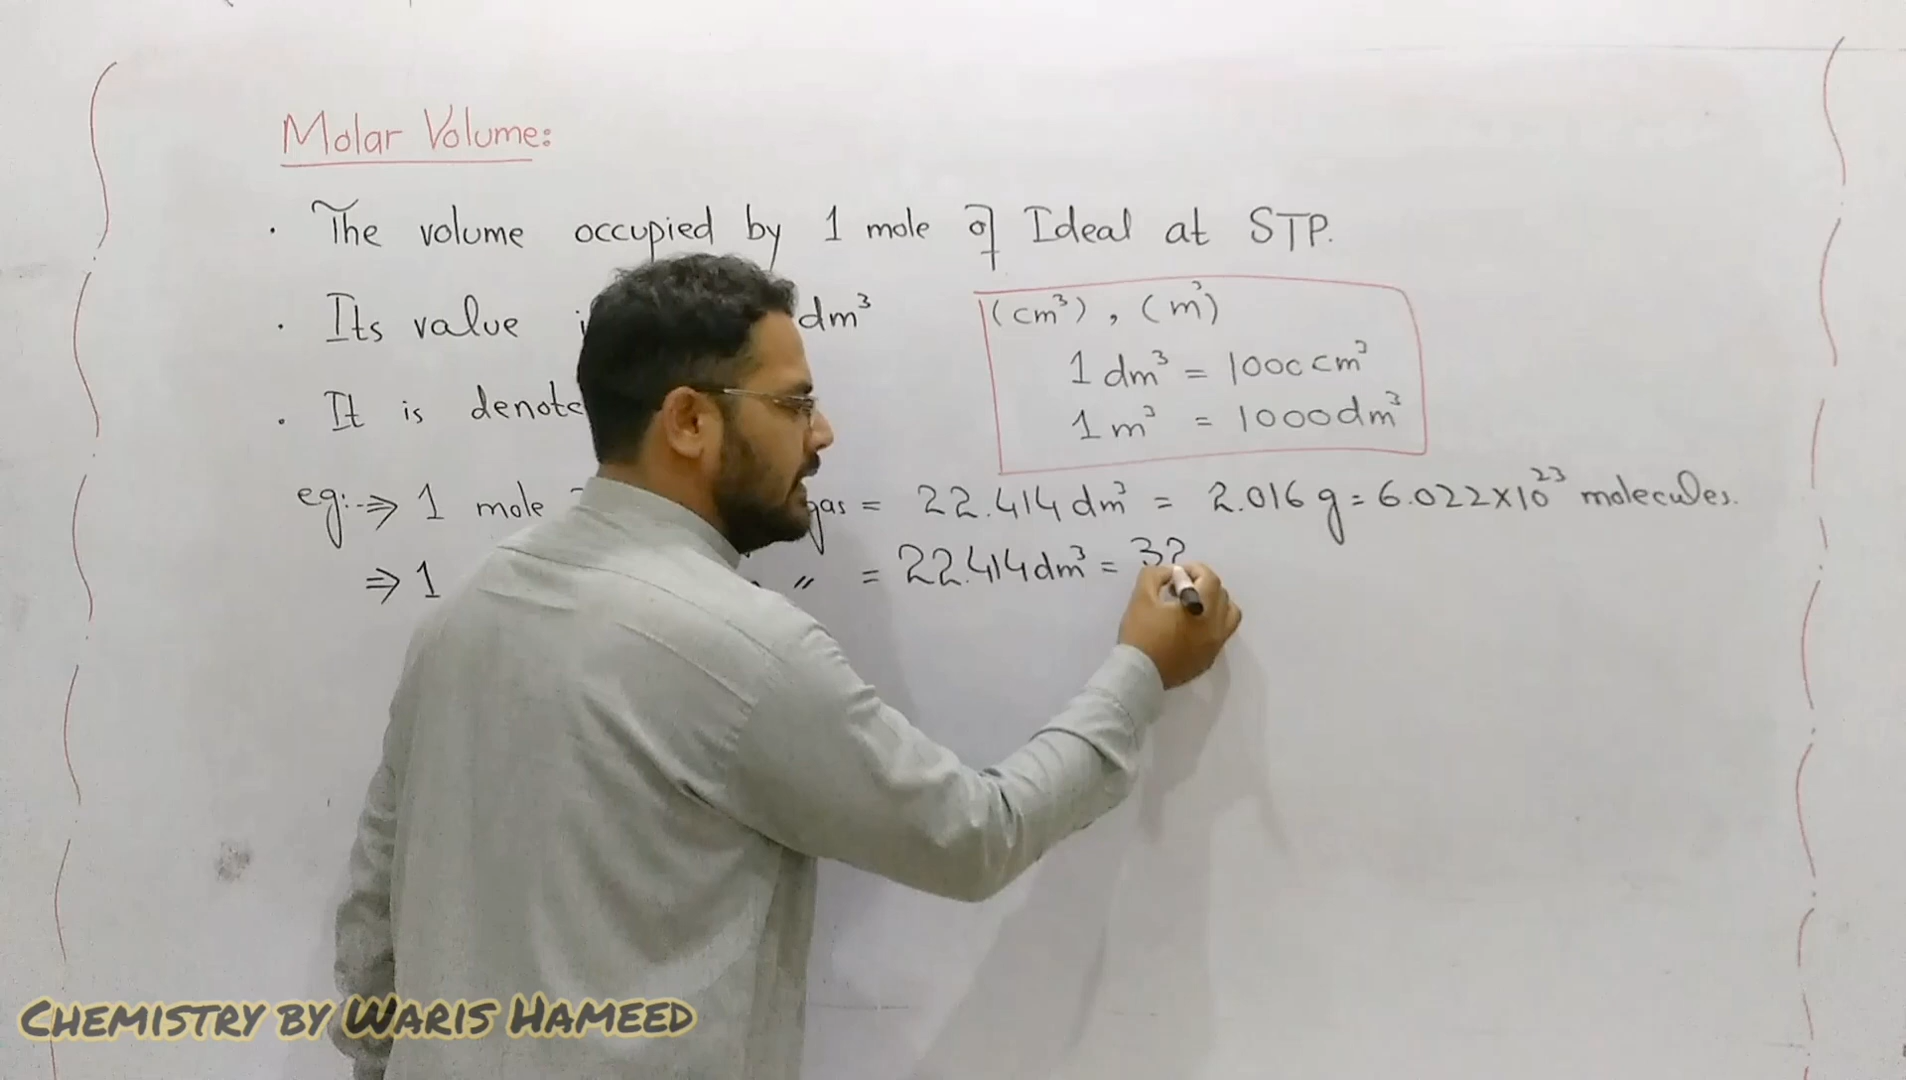 Molar Volume:
· The volume occupied by 1 mole of Ideal at STP.
· Its value dm³
(cm³), (m³)
1 dm³ = 1000 cm³
1 m³ = 1000 dm³
· It is denote
eg:→ 1 mole gas = 22.414 dm³ = 2.016 g = 6.022×10²³ molecules.
⇒ 1 〃 = 22.414 dm³ = 32
CHEMISTRY BY WARIS HAMEED